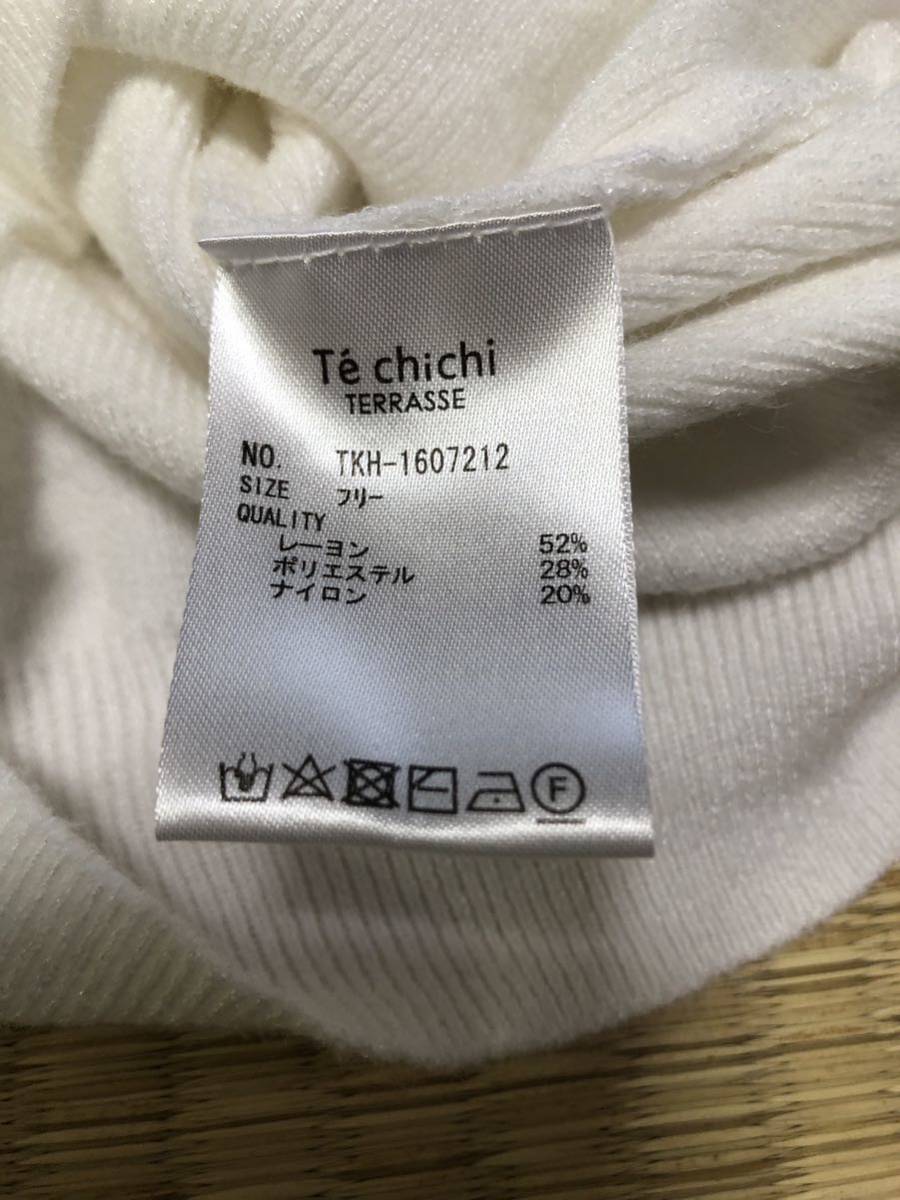 Té chichi
TERRASSE
NO. TKH-1607212
SIZE フリー
QUALITY
レーヨン 52%
ポリエステル 28%
ナイロン 20%
F